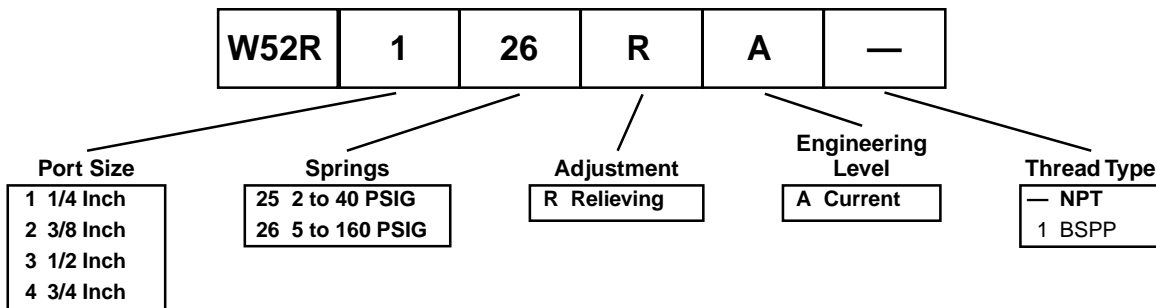 W52R 1 26 R A —
Port Size
1 1/4 Inch
2 3/8 Inch
3 1/2 Inch
4 3/4 Inch
Springs
25 2 to 40 PSIG
26 5 to 160 PSIG
Adjustment
R Relieving
Engineering
Level
A Current
Thread Type
— NPT
1 BSPP